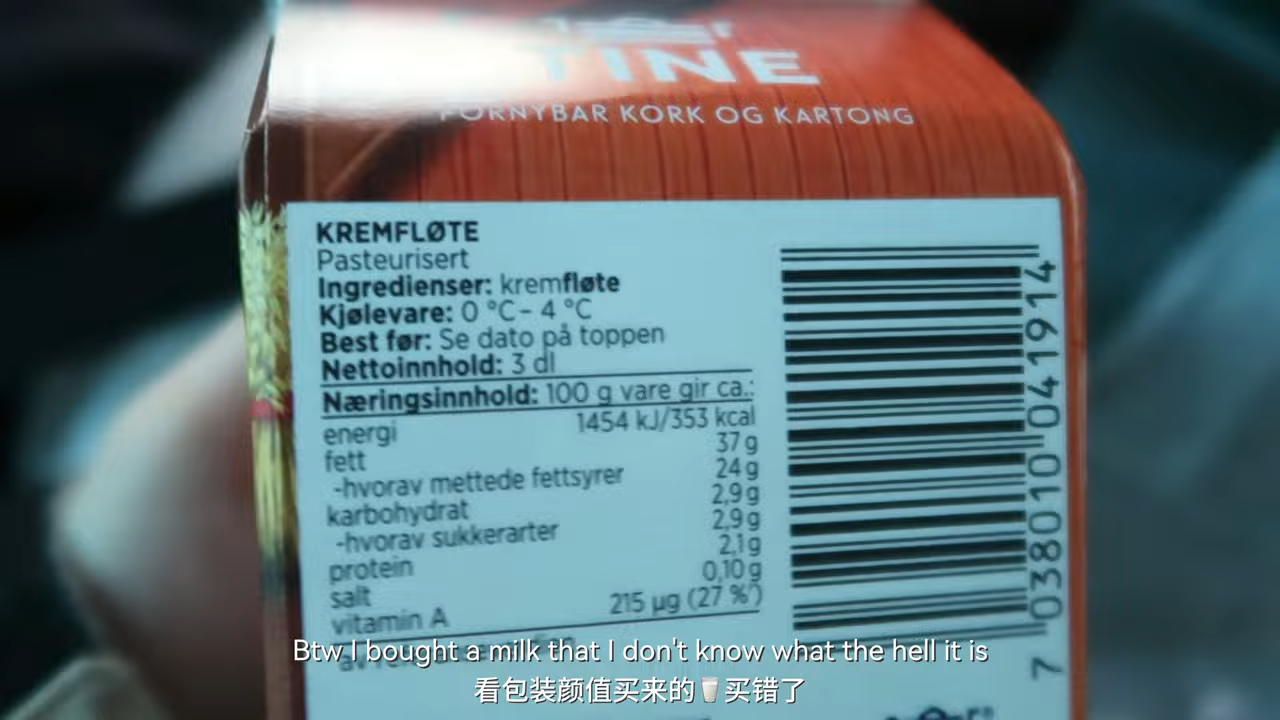 TINE
FORNYBAR KORK OG KARTONG
KREMFLØTE
Pasteurisert
Ingredienser: kremfløte
Kjølevare: 0 °C – 4 °C
Best før: Se dato på toppen
Nettoinnhold: 3 dl
Næringsinnhold: 100 g vare gir ca.:
energi 1454 kJ/353 kcal
fett 37 g
-hvorav mettede fettsyrer 24 g
karbohydrat 2,9 g
-hvorav sukkerarter 2,9 g
protein 2,1 g
salt 0,10 g
vitamin A 215 µg (27 %*)
7 038010 041914
Btw I bought a milk that I don't know what the hell it is
看包装颜值买来的🥛买错了